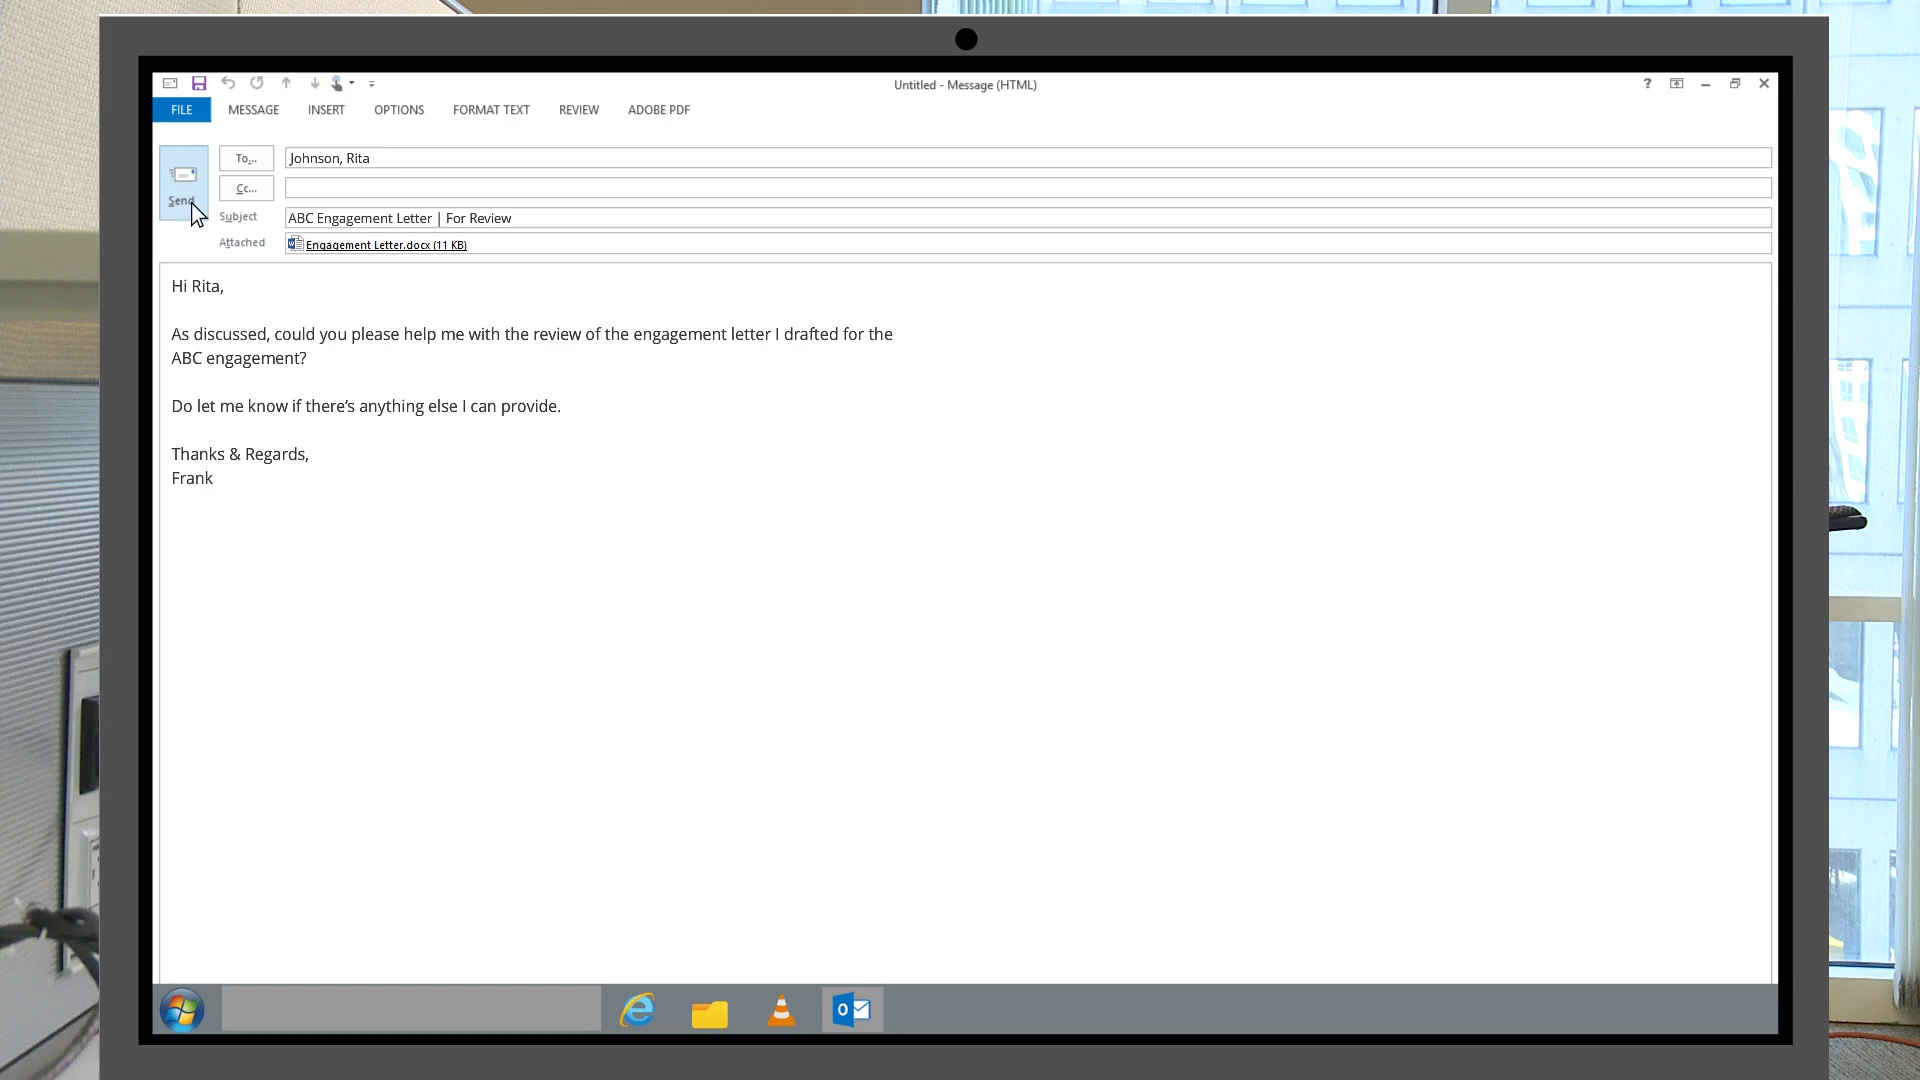 Untitled - Message (HTML)
FILE MESSAGE INSERT OPTIONS FORMAT TEXT REVIEW ADOBE PDF
Send
To... Johnson, Rita
Cc...
Subject ABC Engagement Letter | For Review
Attached Engagement Letter.docx (11 KB)
Hi Rita,
As discussed, could you please help me with the review of the engagement letter I drafted for the
ABC engagement?
Do let me know if there's anything else I can provide.
Thanks & Regards,
Frank